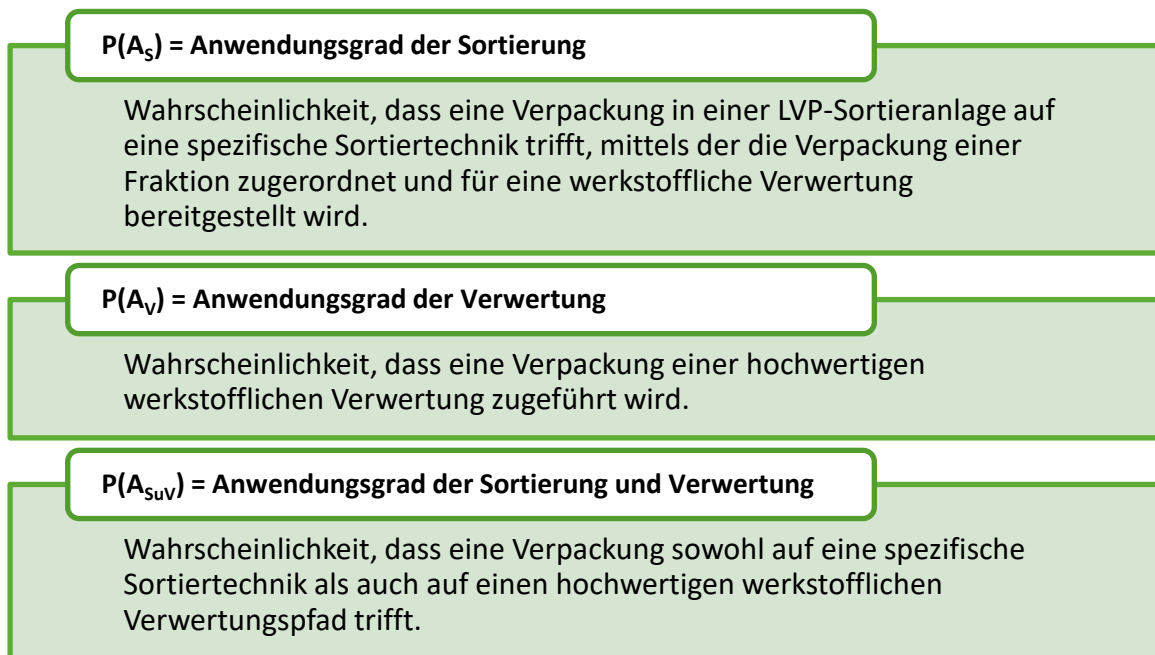 P(A_S) = Anwendungsgrad der Sortierung
Wahrscheinlichkeit, dass eine Verpackung in einer LVP-Sortieranlage auf
eine spezifische Sortiertechnik trifft, mittels der die Verpackung einer
Fraktion zugerordnet und für eine werkstoffliche Verwertung
bereitgestellt wird.
P(A_V) = Anwendungsgrad der Verwertung
Wahrscheinlichkeit, dass eine Verpackung einer hochwertigen
werkstofflichen Verwertung zugeführt wird.
P(A_SuV) = Anwendungsgrad der Sortierung und Verwertung
Wahrscheinlichkeit, dass eine Verpackung sowohl auf eine spezifische
Sortiertechnik als auch auf einen hochwertigen werkstofflichen
Verwertungspfad trifft.